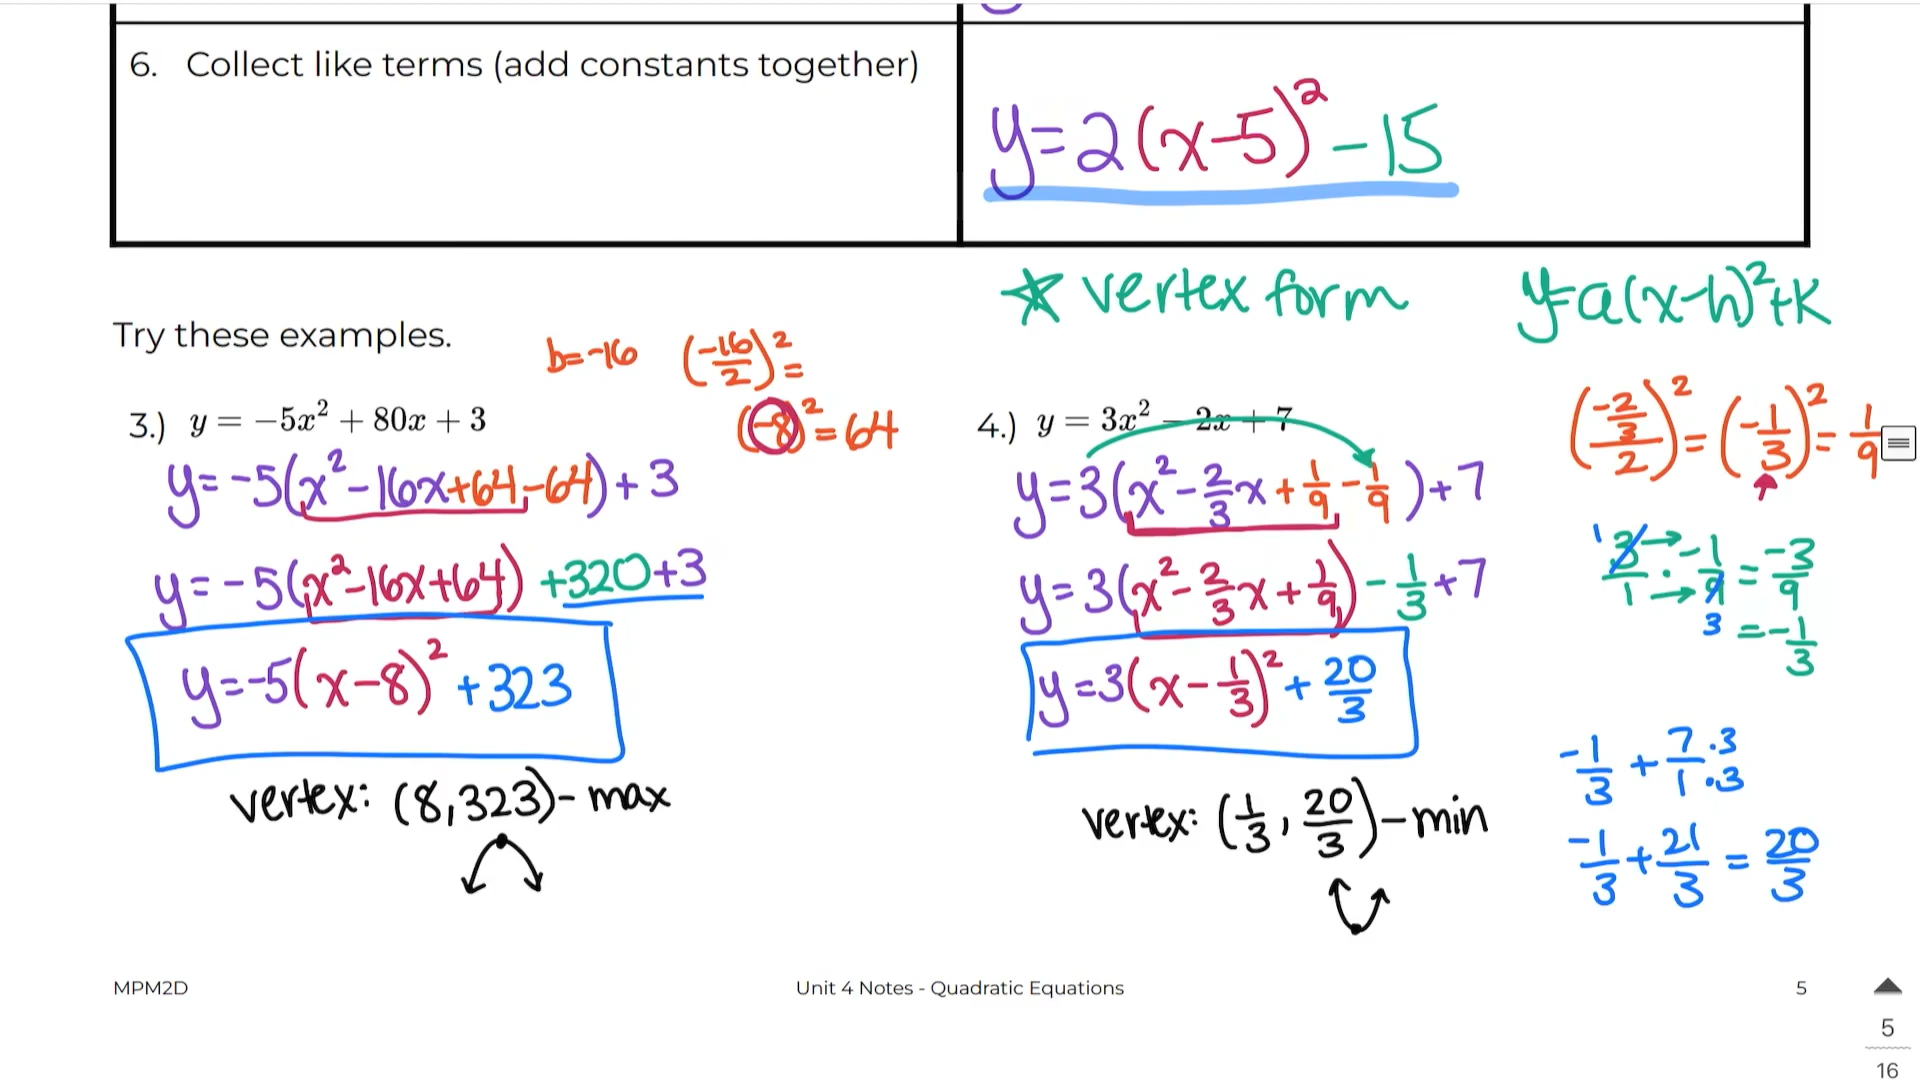 6. Collect like terms (add constants together)
y=2(x-5)²-15
☆ vertex form y=a(x-h)²+k
Try these examples.
b=-16 (-16/2)²=
(-8)²=64
3.) y = −5x² + 80x + 3
y=-5(x²-16x+64-64)+3
y=-5(x²-16x+64)+320+3
y=-5(x-8)²+323
vertex: (8,323)- max
4.) y = 3x² − 2x + 7
y=3(x²-2/3x+1/9-1/9)+7
y=3(x²-2/3x+1/9)-1/3+7
y=3(x-1/3)²+20/3
vertex: (1/3, 20/3)-min
(-2/3/2)²=(-1/3)²=1/9
1
3/1·-1/9=-3/9
3 =-1/3
-1/3+7·3/1·3
-1/3+21/3=20/3
MPM2D Unit 4 Notes - Quadratic Equations 5
5
16